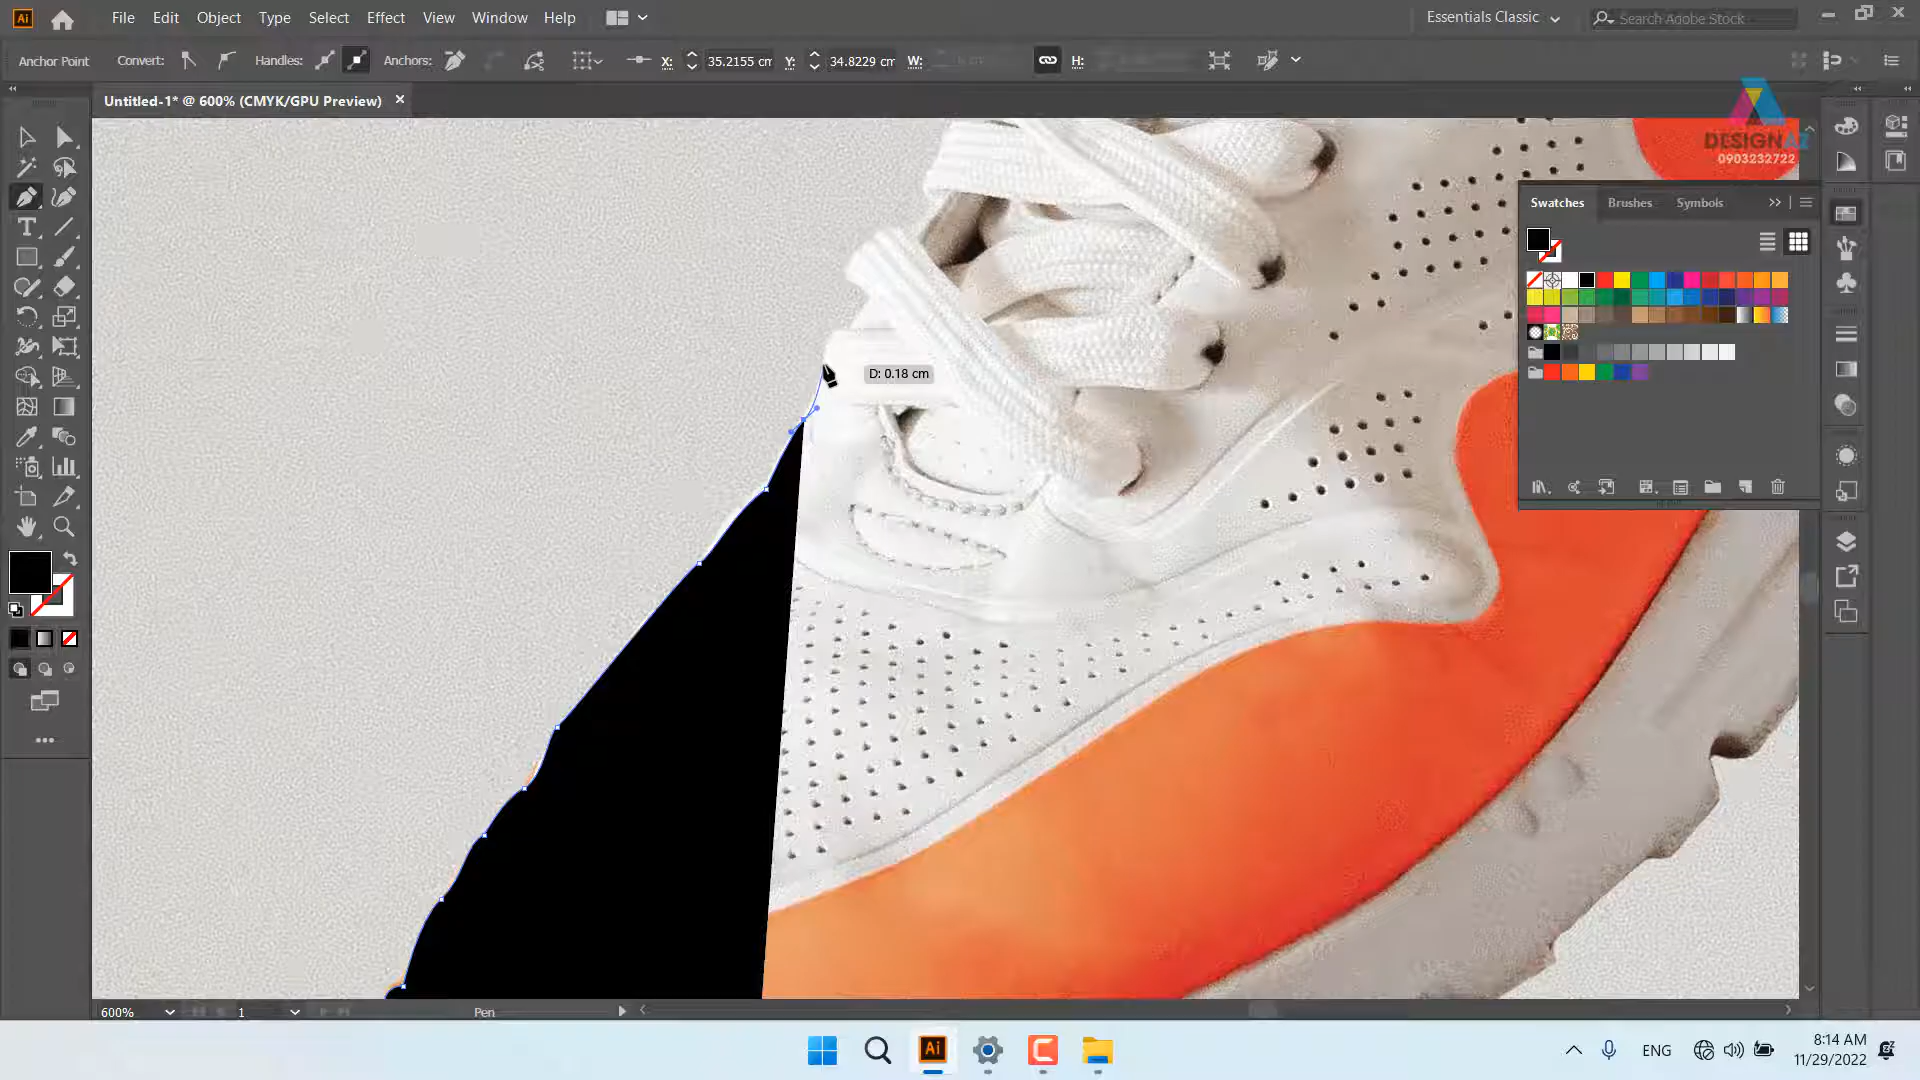 Ai File Edit Object Type Select Effect View Window Help Essentials Classic Search Adobe Stock
Anchor Point Convert: Handles: Anchors: X: 35.2155 cm Y: 34.8229 cm W: H:
Untitled-1* @ 600% (CMYK/GPU Preview)
DESIGNAZ
0903232722
Swatches Brushes Symbols
D: 0.18 cm
600% 1 Pen
Ai ENG 8:14 AM
11/29/2022